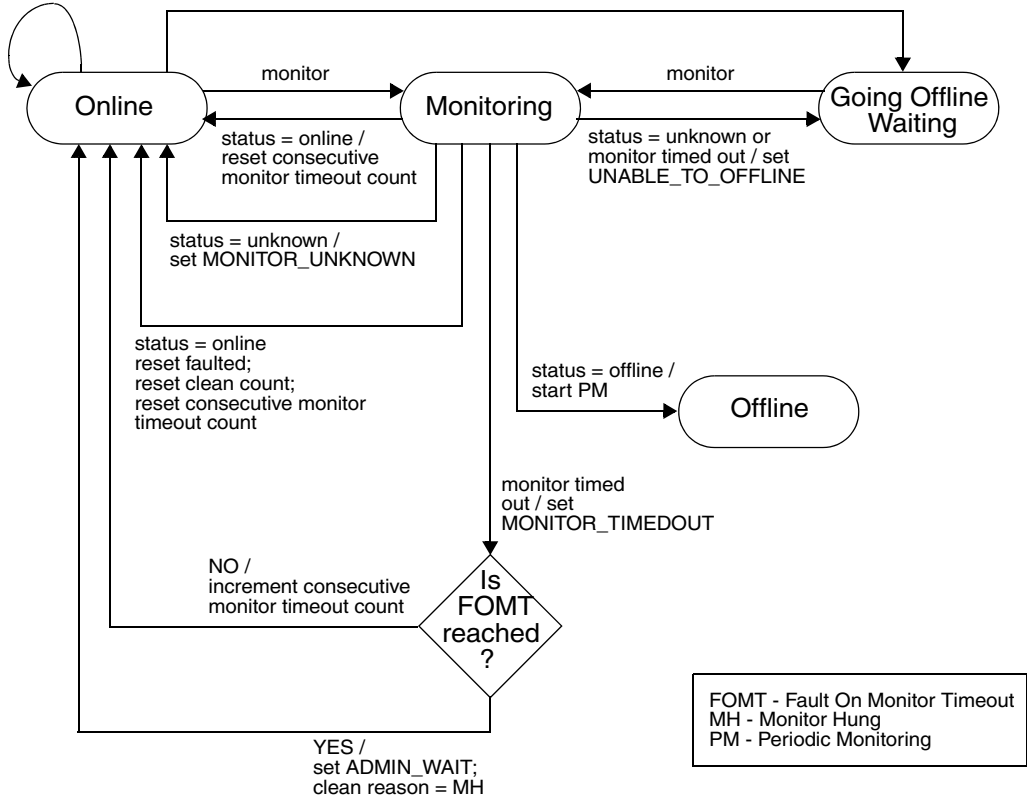 monitor
monitor
Online
Monitoring
Going Offline
Waiting
status = online /
reset consecutive
monitor timeout count
status = unknown or
monitor timed out / set
UNABLE_TO_OFFLINE
status = unknown /
set MONITOR_UNKNOWN
status = online
reset faulted;
reset clean count;
reset consecutive monitor
timeout count
status = offline /
start PM
Offline
monitor timed
out / set
MONITOR_TIMEDOUT
NO /
increment consecutive
monitor timeout count
Is
FOMT
reached
?
YES /
set ADMIN_WAIT;
clean reason = MH
FOMT - Fault On Monitor Timeout
MH - Monitor Hung
PM - Periodic Monitoring